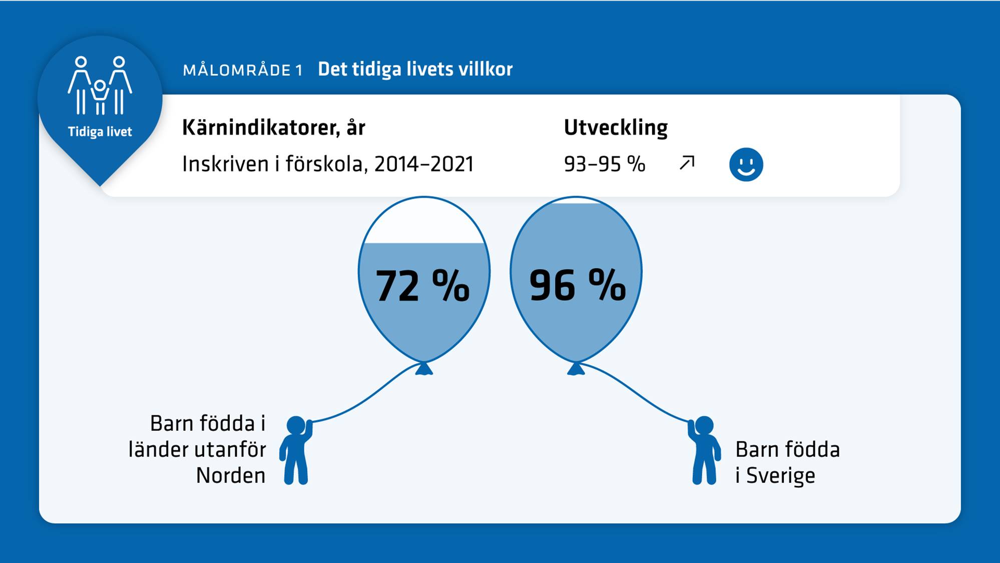 MÅLOMRÅDE 1 Det tidiga livets villkor
Tidiga livet
Kärnindikatorer, år
Utveckling
Inskriven i förskola, 2014–2021
93–95 %
72 %
96 %
Barn födda i
länder utanför
Norden
Barn födda
i Sverige